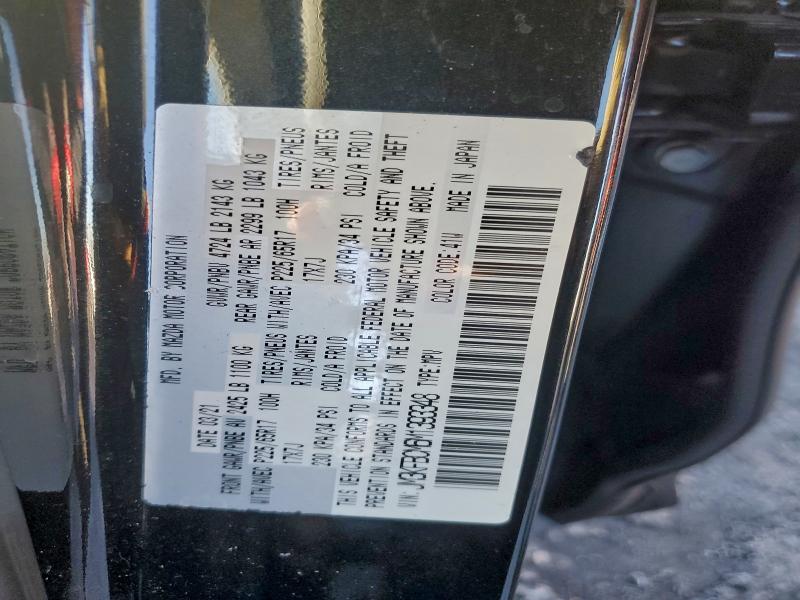 MFD. BY MAZDA MOTOR CORPORATION
DATE 03/21 GVWR/PNBV 4724 LB 2143 KG
FRONT GAWR/PNBE AV 2425 LB 1100 KG REAR GAWR/PNBE AR 2299 LB 1043 KG
WITH/AVEC P225/65R17 100H TIRES/PNEUS WITH/AVEC P225/65R17 100H TIRES/PNEUS
17X7J RIMS/JANTES 17X7J RIMS/JANTES
230 KPA/34 PSI COLD/A FROID 230 KPA/34 PSI COLD/A FROID
THIS VEHICLE CONFORMS TO ALL APPLICABLE FEDERAL MOTOR VEHICLE SAFETY AND THEFT
PREVENTION STANDARDS IN EFFECT ON THE DATE OF MANUFACTURE SHOWN ABOVE.
VIN: TYPE: MPV COLOR CODE: 41W MADE IN JAPAN